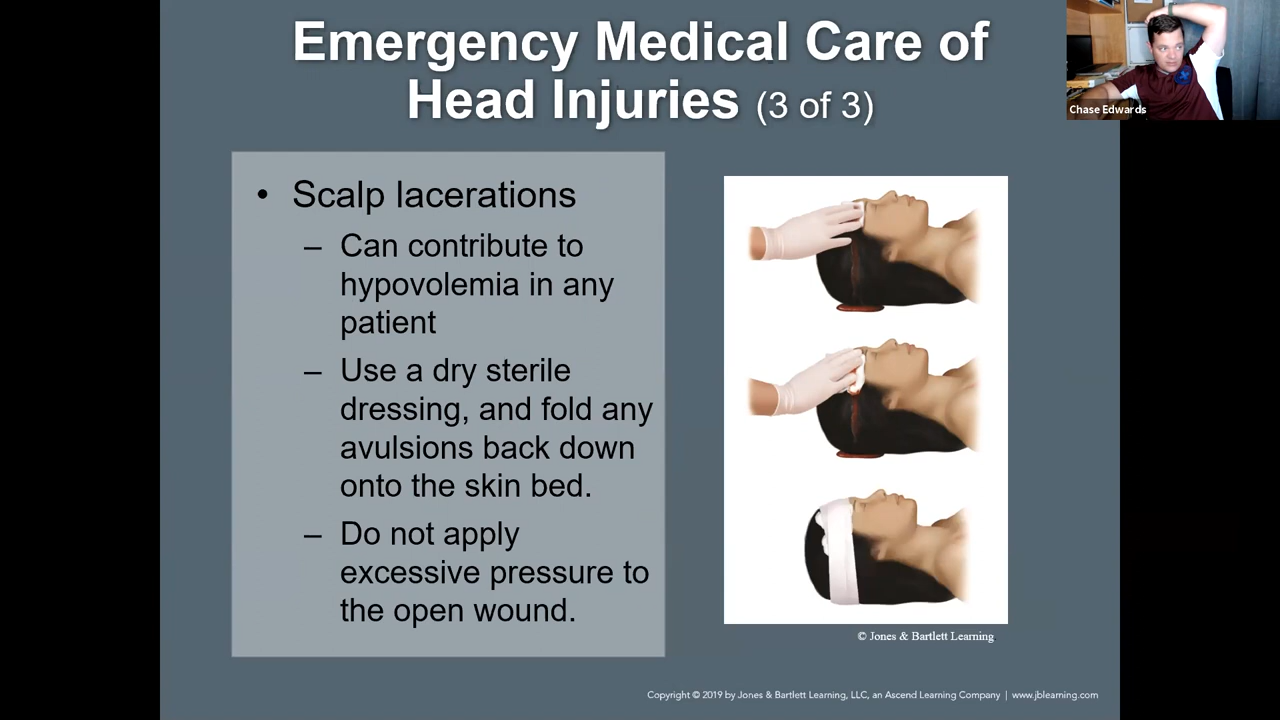 Emergency Medical Care of
Head Injuries (3 of 3)
Chase Edwards
• Scalp lacerations
– Can contribute to
hypovolemia in any
patient
– Use a dry sterile
dressing, and fold any
avulsions back down
onto the skin bed.
– Do not apply
excessive pressure to
the open wound.
© Jones & Bartlett Learning
Copyright © 2019 by Jones & Bartlett Learning, LLC, an Ascend Learning Company | www.jblearning.com